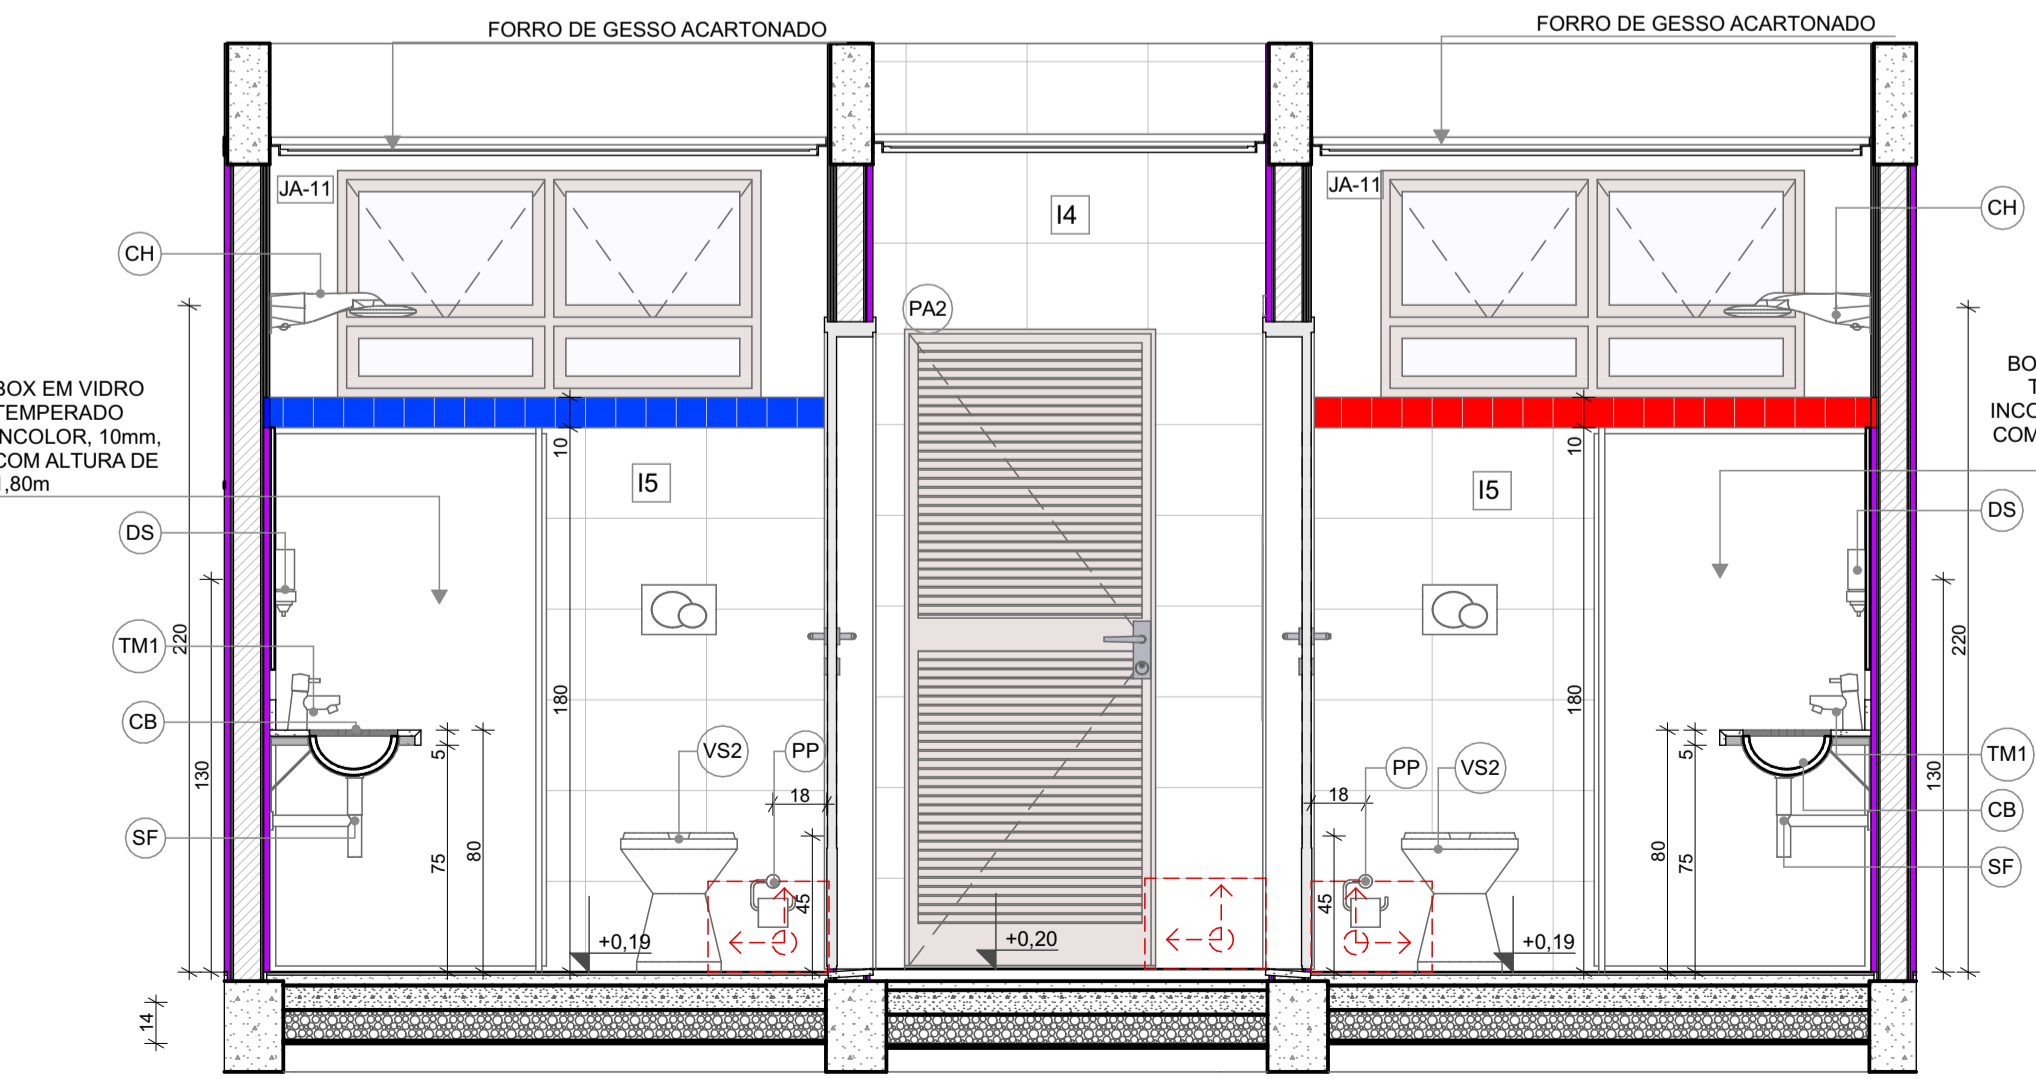 FORRO DE GESSO ACARTONADO
FORRO DE GESSO ACARTONADO
JA-11
JA-11
I4
CH
CH
PA2
BOX EM VIDRO
TEMPERADO
INCOLOR, 10mm,
COM ALTURA DE
1,80m
BO
T
INCO
COM
10
10
I5
I5
DS
DS
220
220
TM1
TM1
180
180
CB
CB
5
5
VS2
PP
PP
VS2
130
130
18
18
SF
SF
75
80
80
75
45
45
+0,19
+0,20
+0,19
14